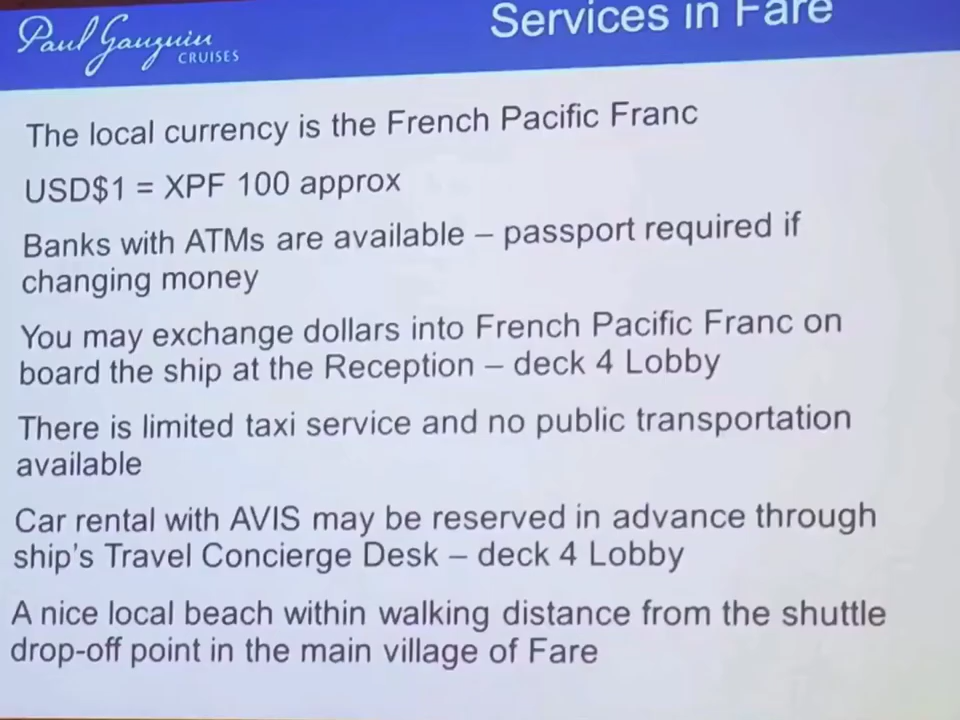 Paul Gauguin
CRUISES
Services in Fare
The local currency is the French Pacific Franc
USD$1 = XPF 100 approx
Banks with ATMs are available – passport required if
changing money
You may exchange dollars into French Pacific Franc on
board the ship at the Reception – deck 4 Lobby
There is limited taxi service and no public transportation
available
Car rental with AVIS may be reserved in advance through
ship's Travel Concierge Desk – deck 4 Lobby
A nice local beach within walking distance from the shuttle
drop-off point in the main village of Fare